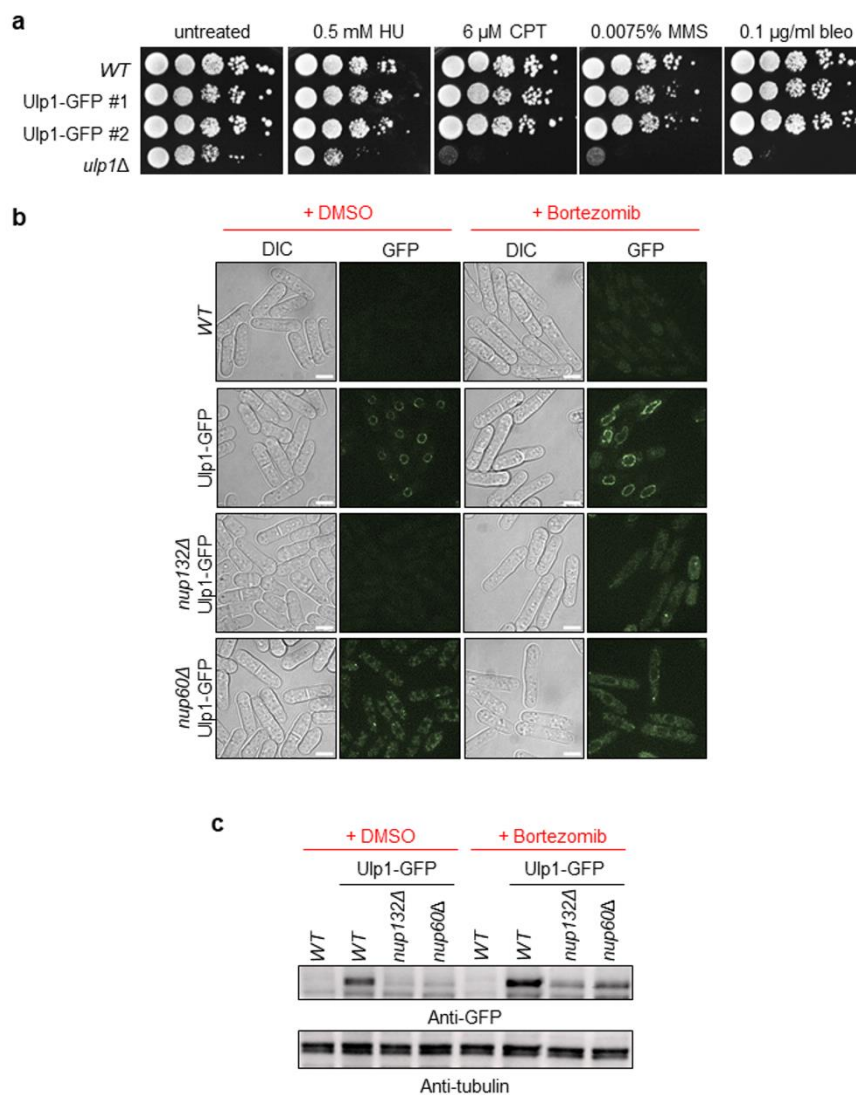 a
untreated 0.5 mM HU 6 µM CPT 0.0075% MMS 0.1 µg/ml bleo
WT
Ulp1-GFP #1
Ulp1-GFP #2
ulp1Δ
b
+ DMSO + Bortezomib
DIC GFP DIC GFP
WT
Ulp1-GFP
nup132Δ
Ulp1-GFP
nup60Δ
Ulp1-GFP
c
+ DMSO + Bortezomib
Ulp1-GFP Ulp1-GFP
WT WT nup132Δ nup60Δ WT WT nup132Δ nup60Δ
Anti-GFP
Anti-tubulin